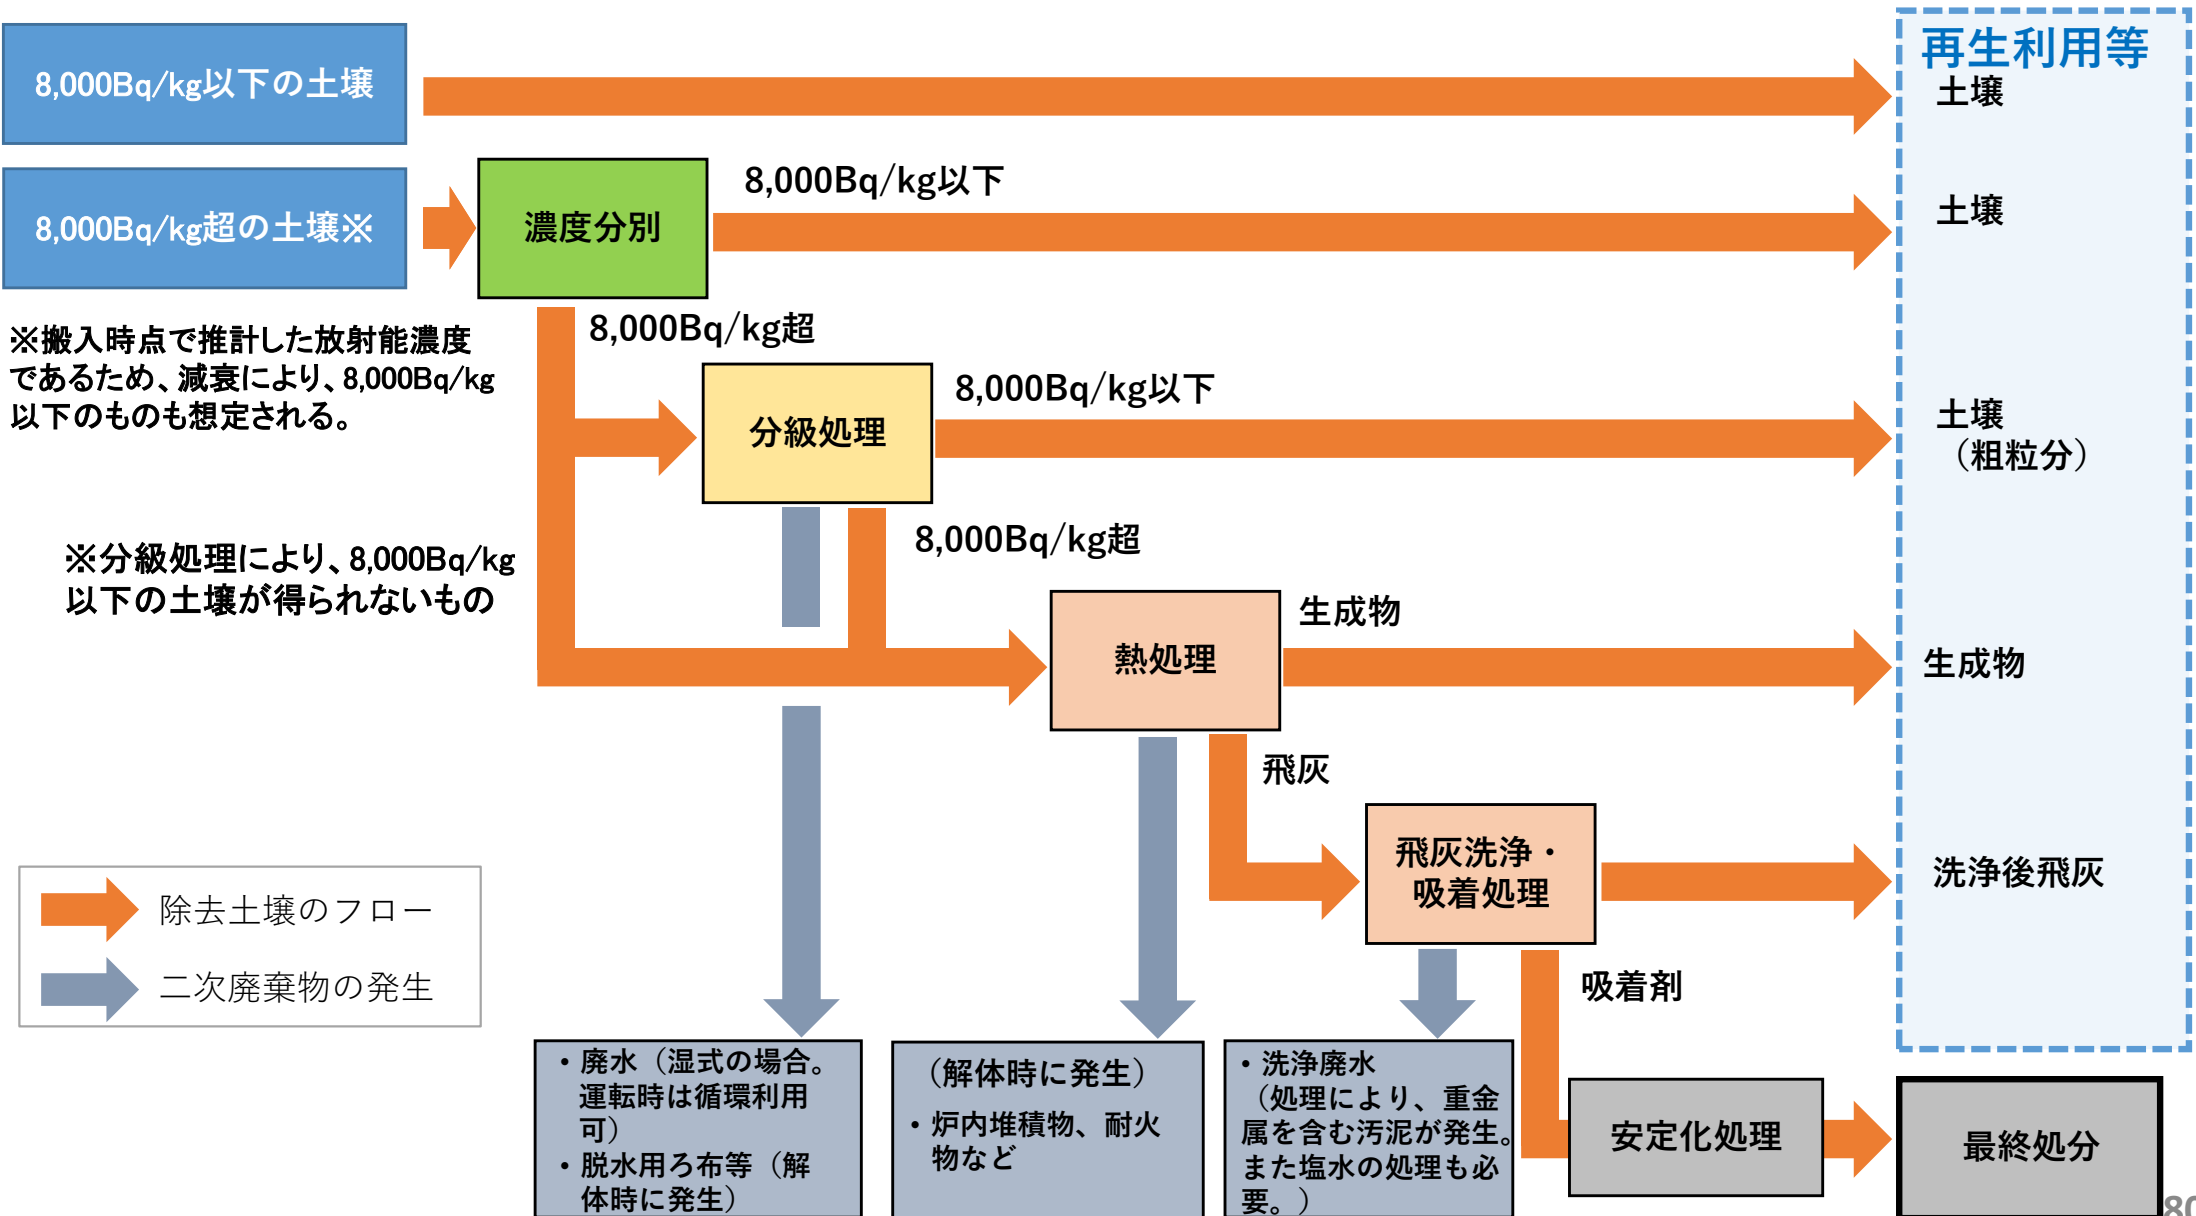 8,000Bq/kg以下の土壌
再生利用等
土壌
8,000Bq/kg超の土壌※
濃度分別
8,000Bq/kg以下
土壌
※搬入時点で推計した放射能濃度
であるため、減衰により、8,000Bq/kg
以下のものも想定される。
8,000Bq/kg超
分級処理
8,000Bq/kg以下
土壌
（粗粒分）
※分級処理により、8,000Bq/kg
以下の土壌が得られないもの
8,000Bq/kg超
熱処理
生成物
生成物
飛灰
飛灰洗浄・
吸着処理
洗浄後飛灰
除去土壌のフロー
二次廃棄物の発生
吸着剤
・廃水（湿式の場合。
運転時は循環利用
可）
・脱水用ろ布等（解
体時に発生）
（解体時に発生）
・炉内堆積物、耐火
物など
・洗浄廃水
（処理により、重金
属を含む汚泥が発生。
また塩水の処理も必
要。）
安定化処理
最終処分
80